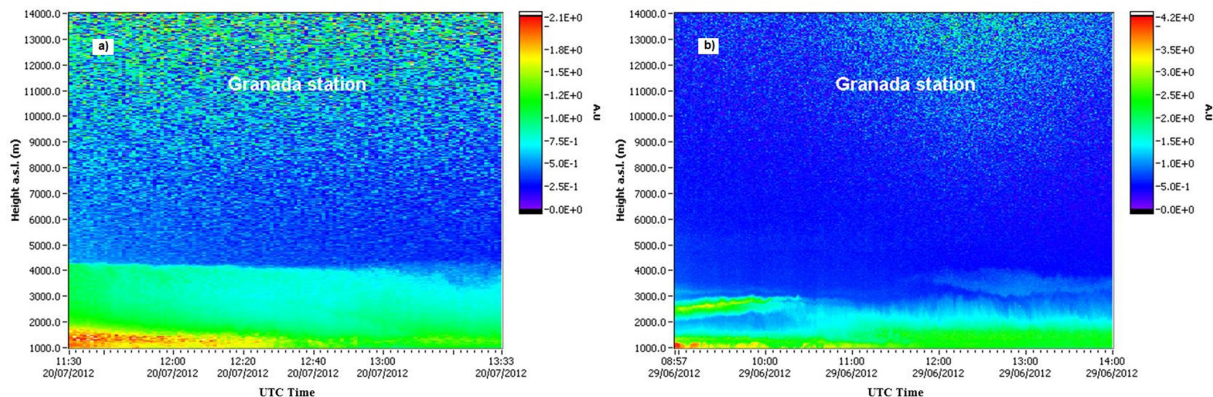 a)
Granada station
Height a.s.l. (m)
14000.0
13000.0
12000.0
11000.0
10000.0
9000.0
8000.0
7000.0
6000.0
5000.0
4000.0
3000.0
2000.0
1000.0
11:30 12:00 12:20 12:40 13:00 13:33
20/07/2012 20/07/2012 20/07/2012 20/07/2012 20/07/2012 20/07/2012
UTC Time
2.1E+0
1.8E+0
1.5E+0
1.2E+0
1.0E+0
7.5E-1
5.0E-1
2.5E-1
0.0E+0
A.U
b)
Granada station
Height a.s.l. (m)
14000.0
13000.0
12000.0
11000.0
10000.0
9000.0
8000.0
7000.0
6000.0
5000.0
4000.0
3000.0
2000.0
1000.0
08:57 10:00 11:00 12:00 13:00 14:00
29/06/2012 29/06/2012 29/06/2012 29/06/2012 29/06/2012 29/06/2012
UTC Time
4.2E+0
3.5E+0
3.0E+0
2.5E+0
2.0E+0
1.5E+0
1.0E+0
5.0E-1
0.0E+0
A.U